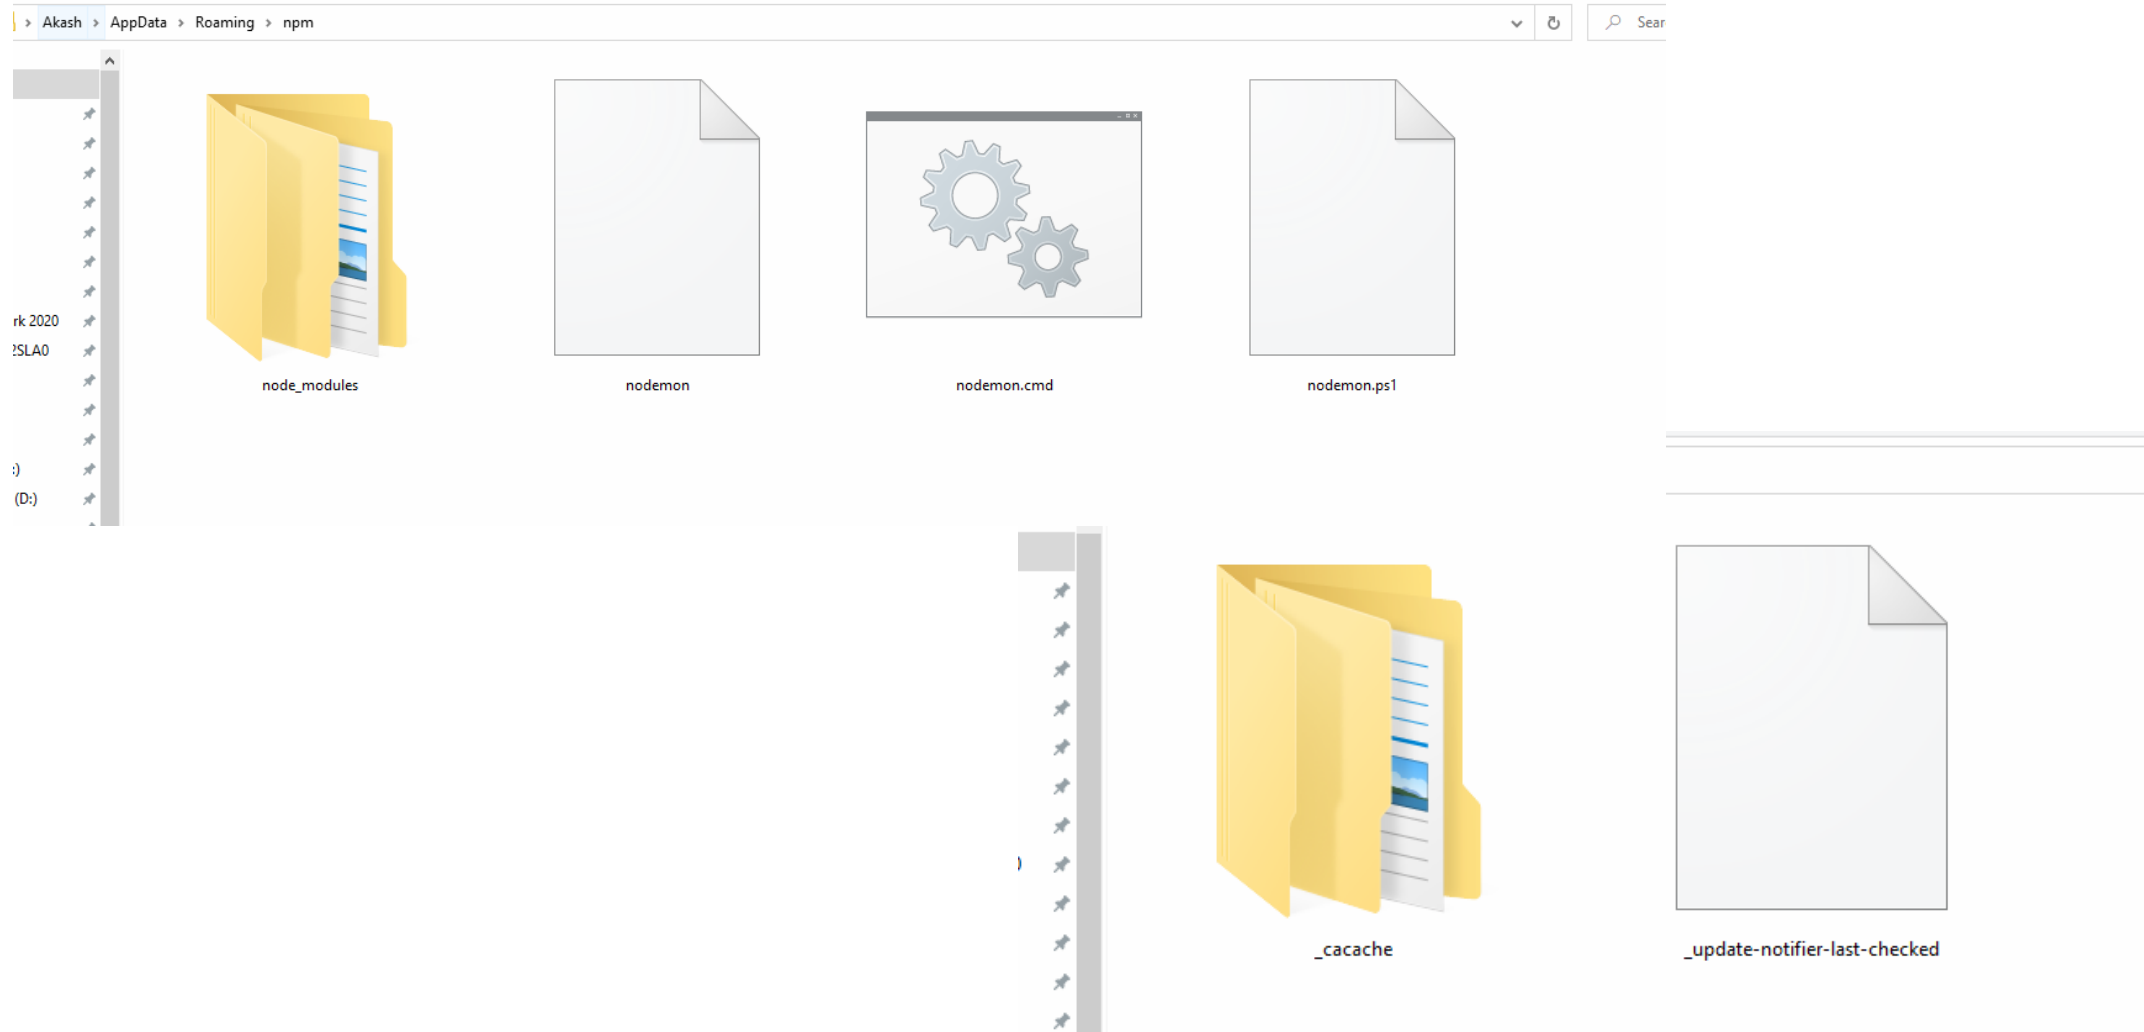 > Akash > AppData > Roaming > npm
Sear
node_modules
nodemon
nodemon.cmd
nodemon.ps1
rk 2020
2SLA0
:)
(D:)
)
_cacache
_update-notifier-last-checked